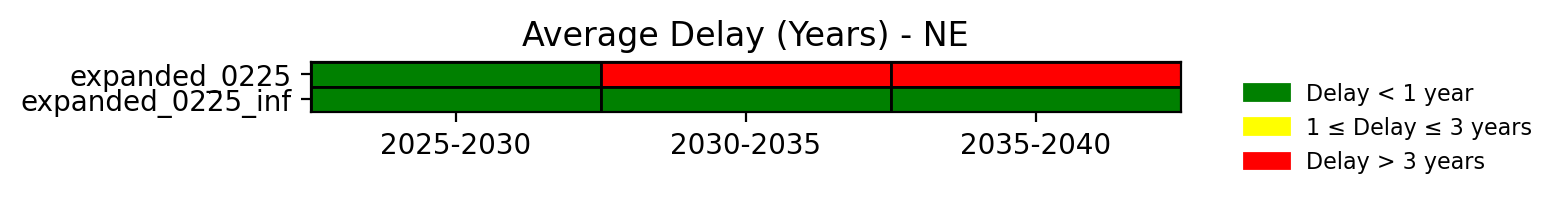 Average Delay (Years) - NE
expanded_0225
expanded_0225_inf
2025-2030 2030-2035 2035-2040
Delay < 1 year
1 ≤ Delay ≤ 3 years
Delay > 3 years